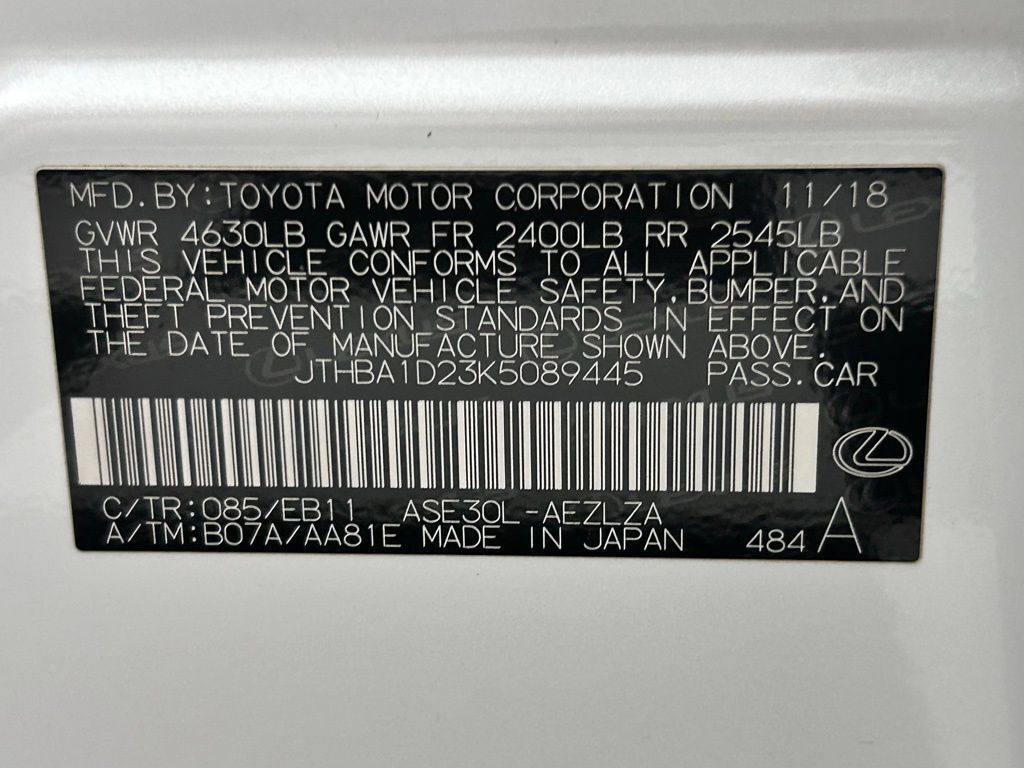 MFD. BY: TOYOTA MOTOR CORPORATION 11/18
GVWR 4630LB GAWR FR 2400LB RR 2545LB
THIS VEHICLE CONFORMS TO ALL APPLICABLE
FEDERAL MOTOR VEHICLE SAFETY, BUMPER, AND
THEFT PREVENTION STANDARDS IN EFFECT ON
THE DATE OF MANUFACTURE SHOWN ABOVE.
JTHBA1D23K5089445 PASS. CAR
C/TR: 085/EB11 ASE30L-AEZLZA
A/TM: B07A/AA81E MADE IN JAPAN 484 A